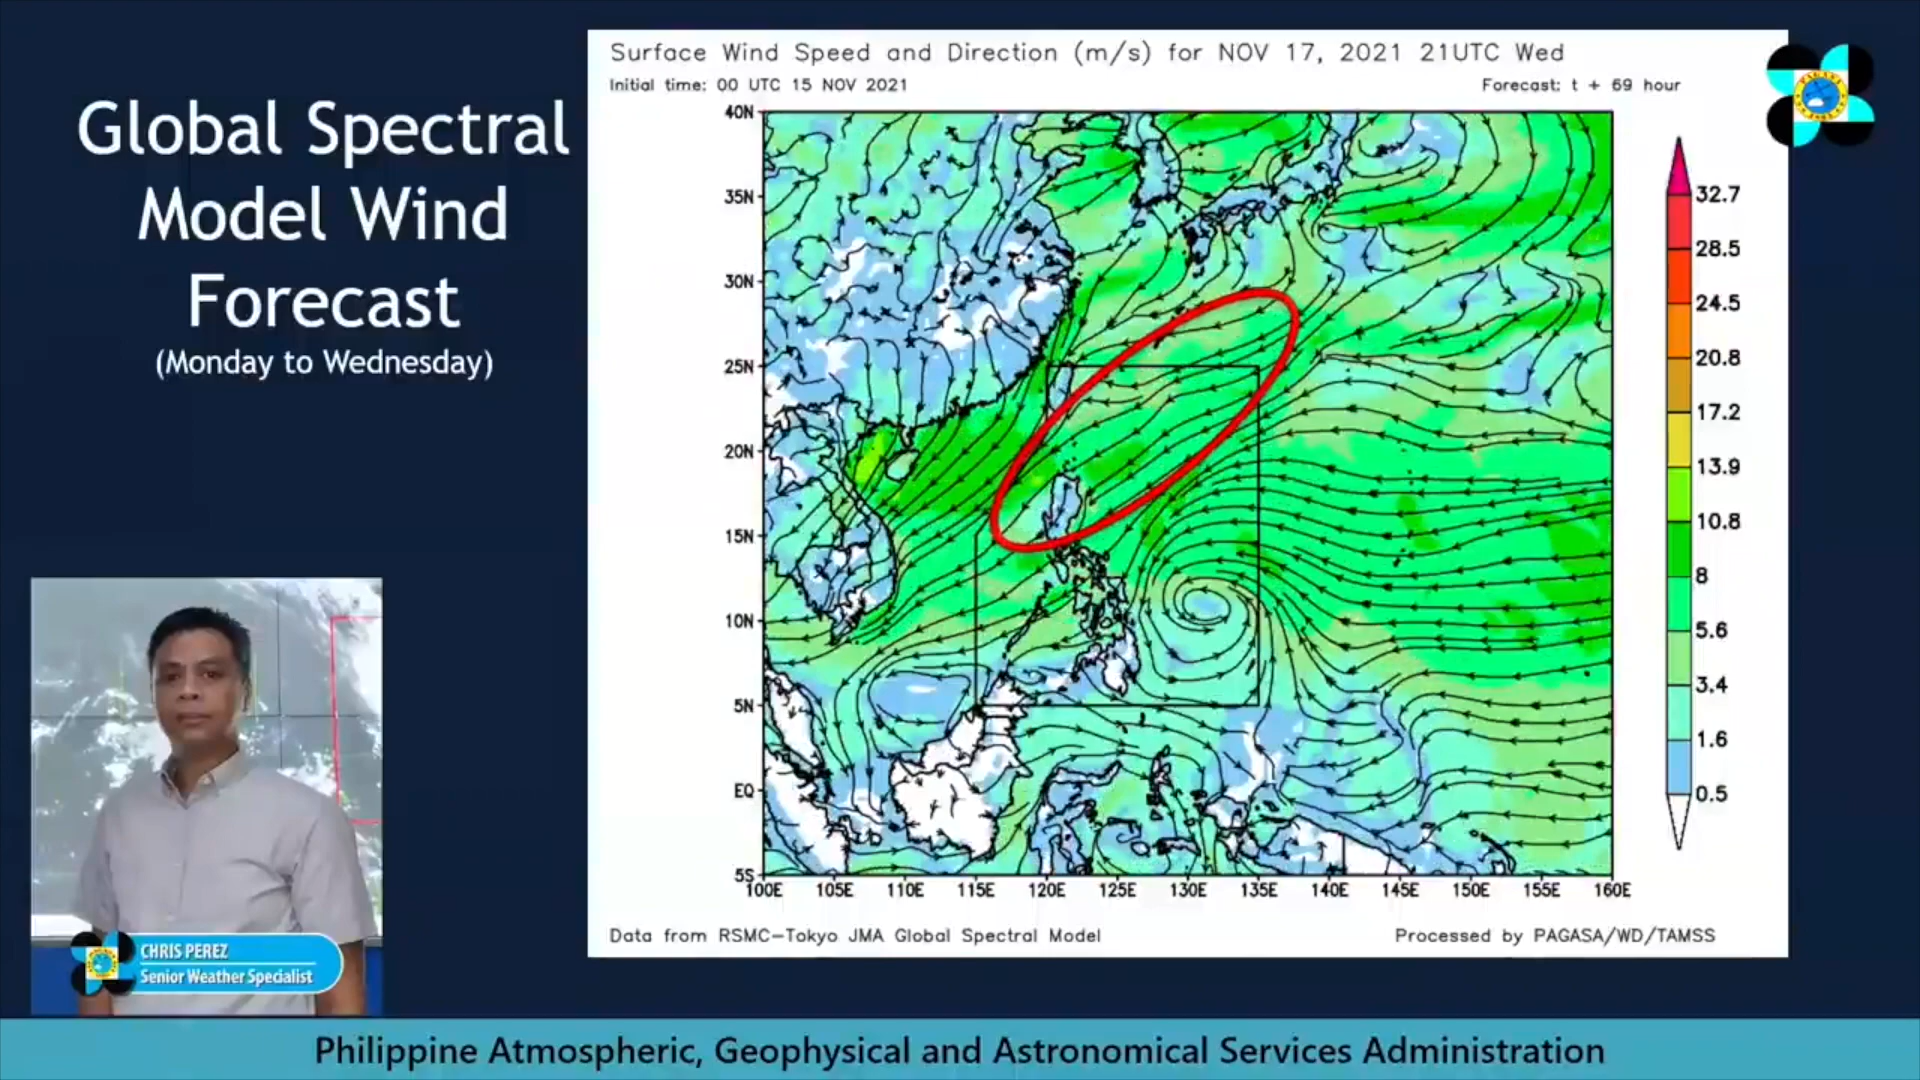 Global Spectral
Model Wind
Forecast
(Monday to Wednesday)
Surface Wind Speed and Direction (m/s) for NOV 17, 2021 21UTC Wed
Initial time: 00 UTC 15 NOV 2021
Forecast: t + 69 hour
40N
35N
30N
25N
20N
15N
10N
5N
EQ
5S
100E 105E 110E 115E 120E 125E 130E 135E 140E 145E 150E 155E 160E
32.7
28.5
24.5
20.8
17.2
13.9
10.8
8
5.6
3.4
1.6
0.5
Data from RSMC-Tokyo JMA Global Spectral Model
Processed by PAGASA/WD/TAMSS
CHRIS PEREZ
Senior Weather Specialist
Philippine Atmospheric, Geophysical and Astronomical Services Administration